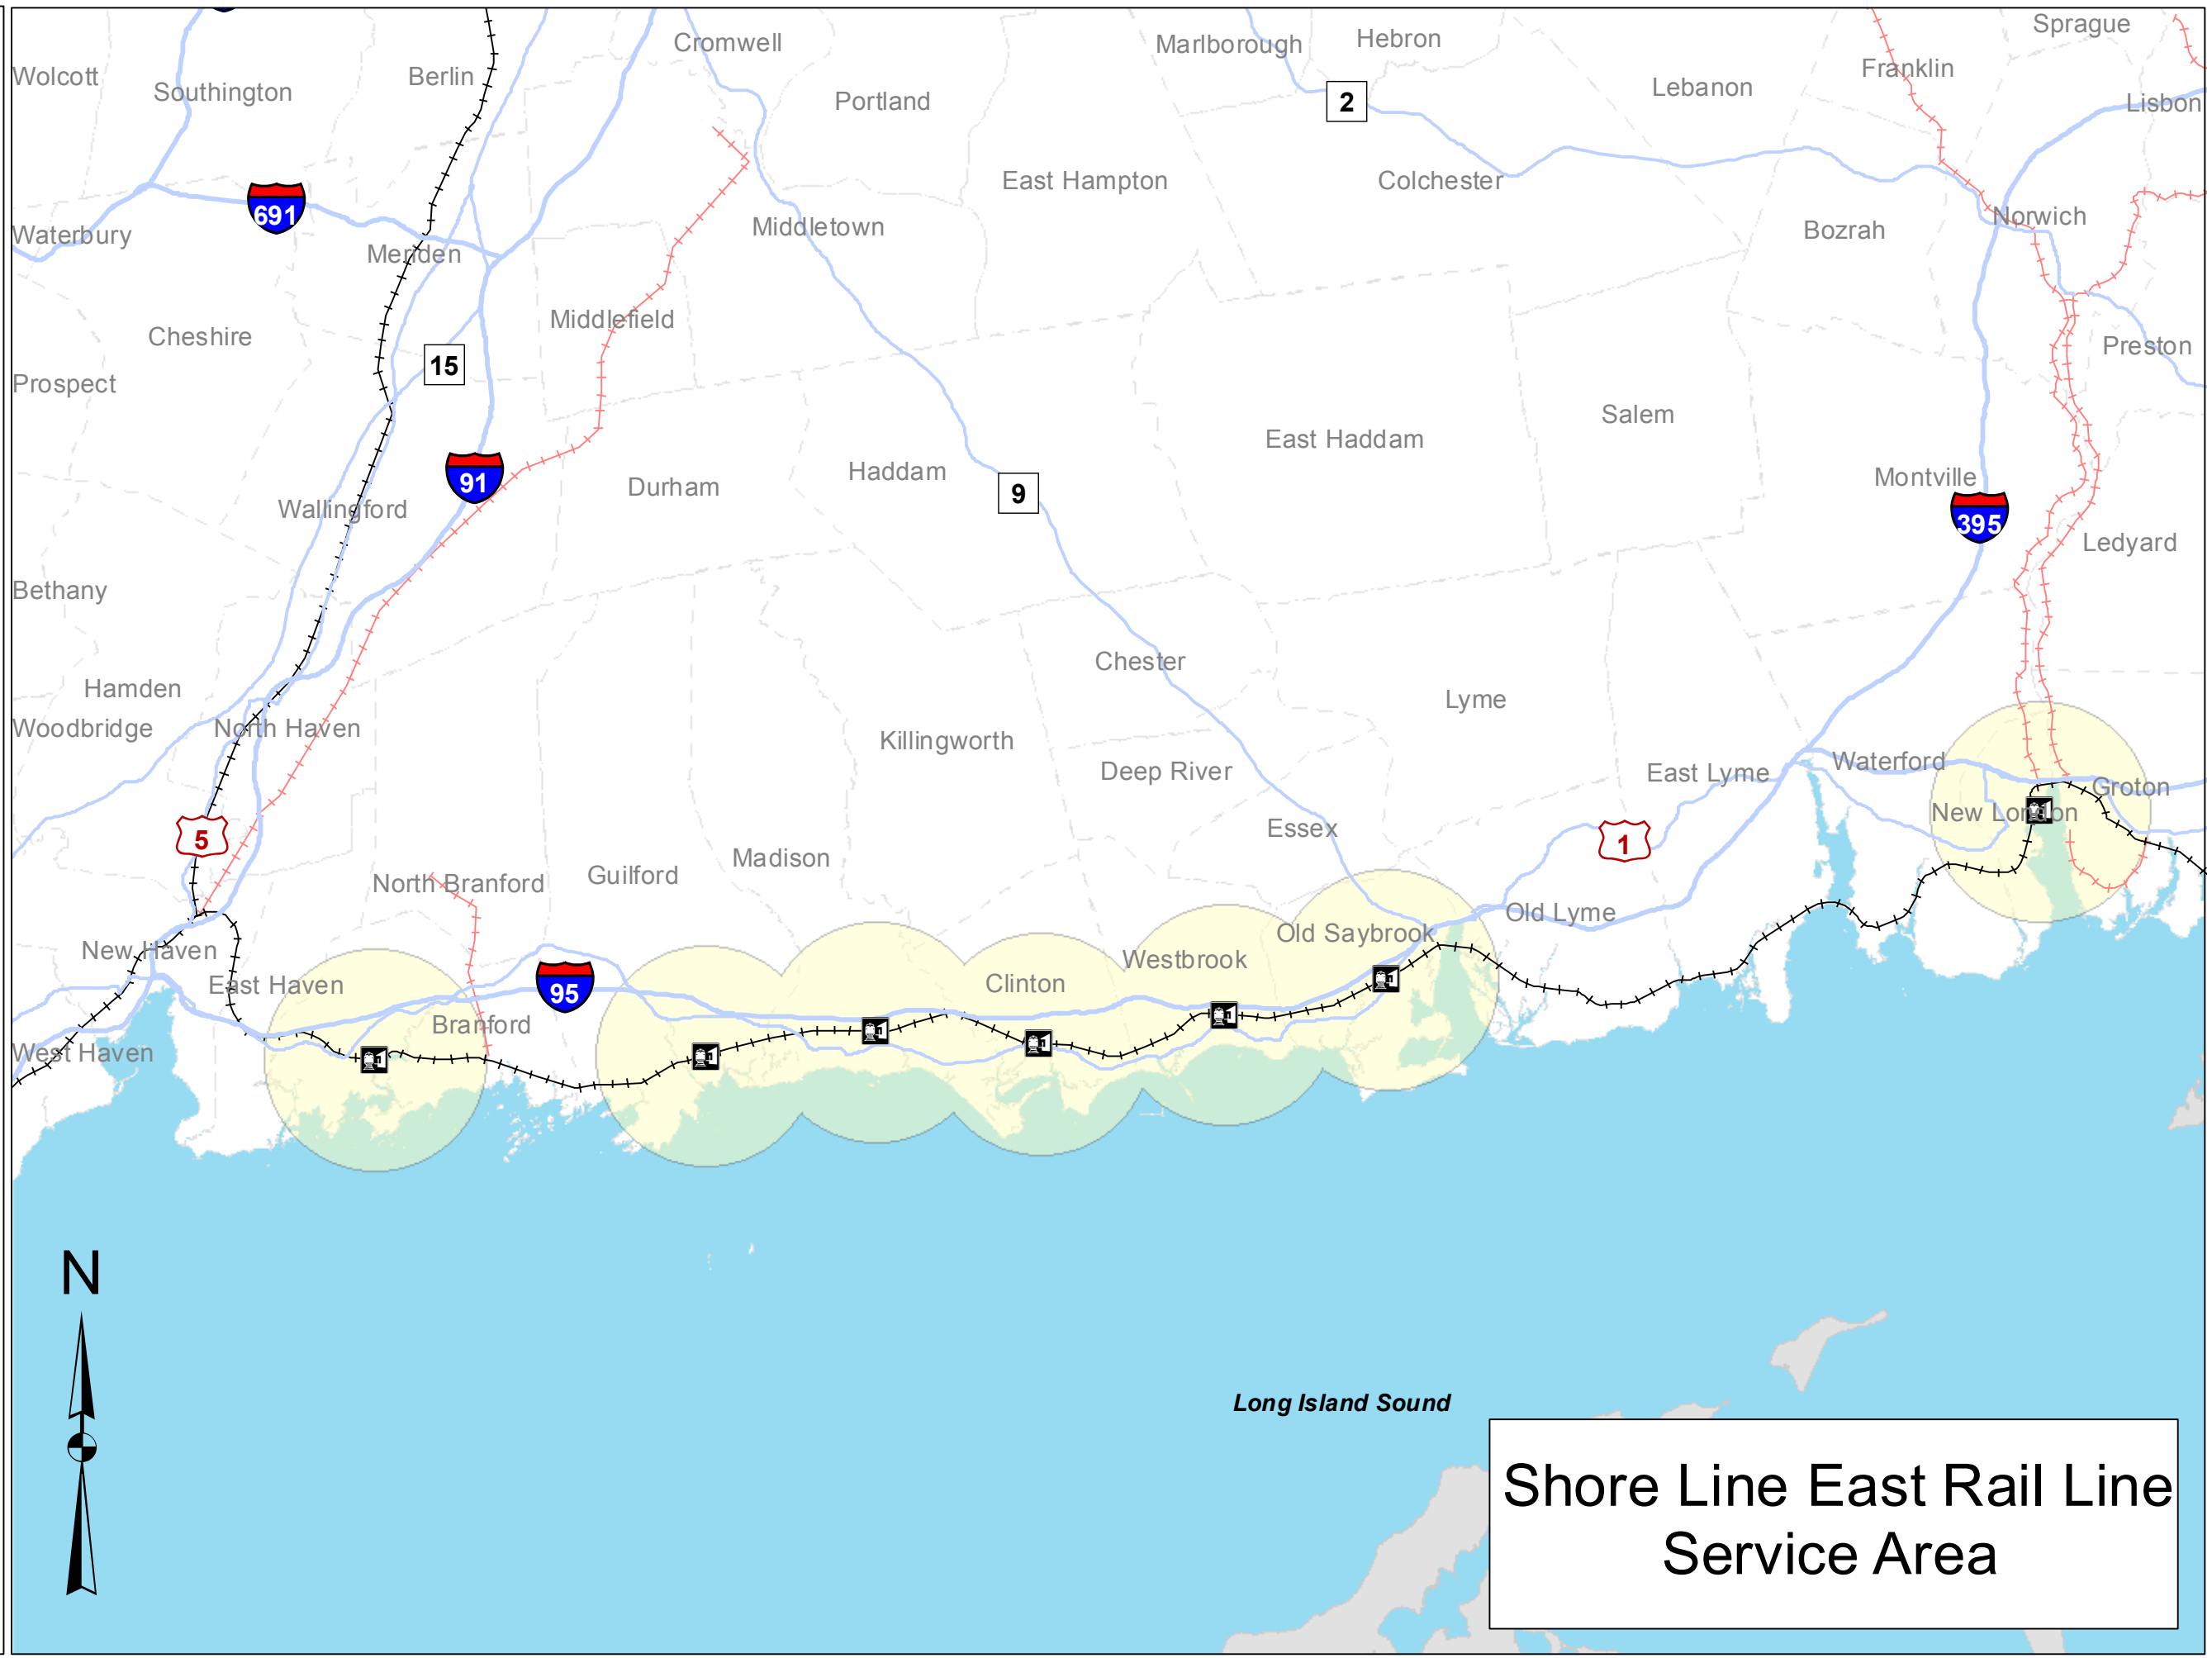 Sprague
Cromwell
Marlborough
Hebron
Wolcott
Southington
Berlin
Franklin
Lebanon
Portland
2
Lisbon
East Hampton
Colchester
691
Norwich
Waterbury
Middletown
Bozrah
Meriden
Middlefield
Cheshire
Preston
15
Prospect
Salem
East Haddam
Haddam
Montville
91
Durham
9
Wallingford
395
Ledyard
Bethany
Chester
Hamden
Lyme
Woodbridge
North Haven
Killingworth
Deep River
East Lyme
Waterford
Groton
New London
5
Essex
1
Madison
Guilford
North Branford
Old Lyme
Old Saybrook
New Haven
Westbrook
East Haven
95
Clinton
Branford
West Haven
N
Long Island Sound
Shore Line East Rail Line
Service Area